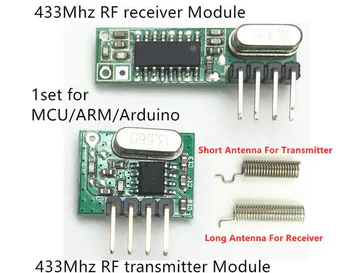 433Mhz RF receiver Module
1set for
MCU/ARM/Arduino
Short Antenna For Transmitter
Long Antenna For Receiver
433Mhz RF transmitter Module